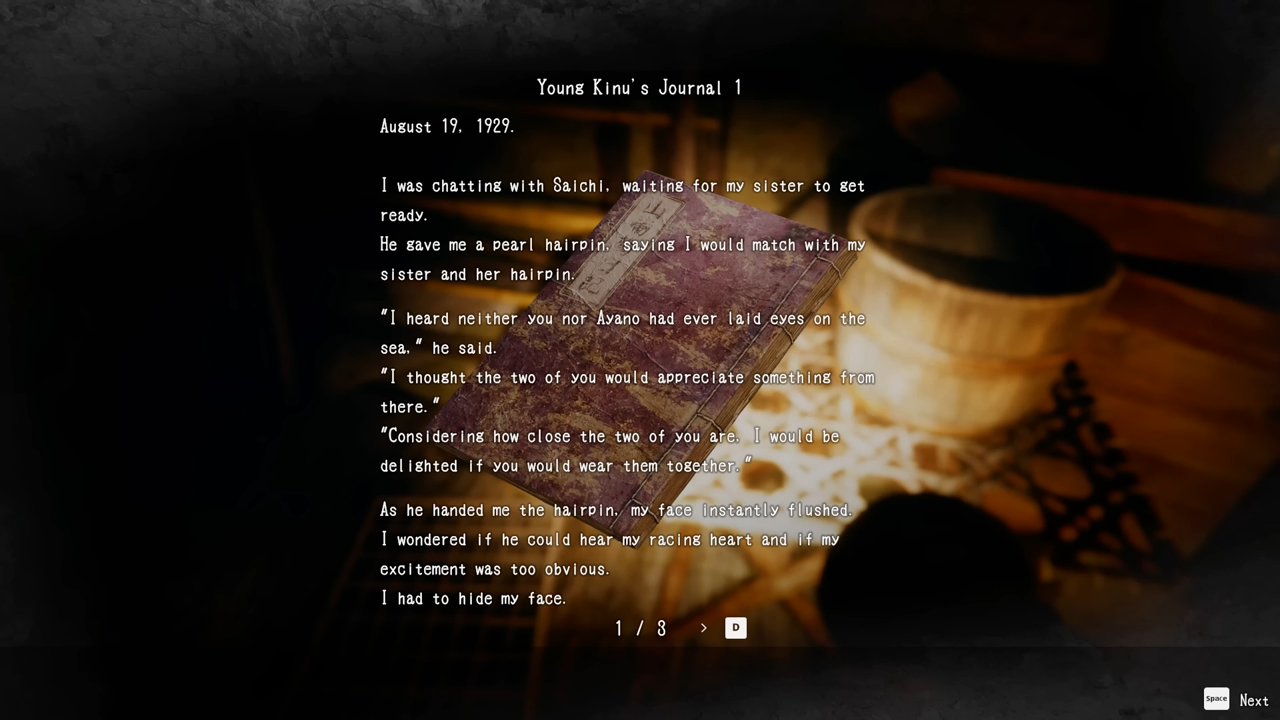 Young Kinu's Journal 1
August 19, 1929.
I was chatting with Saichi, waiting for my sister to get
ready.
He gave me a pearl hairpin, saying I would match with my
sister and her hairpin.
"I heard neither you nor Ayano had ever laid eyes on the
sea," he said.
"I thought the two of you would appreciate something from
there."
"Considering how close the two of you are, I would be
delighted if you would wear them together."
As he handed me the hairpin, my face instantly flushed.
I wondered if he could hear my racing heart and if my
excitement was too obvious.
I had to hide my face.
1 / 3 > D
Space Next